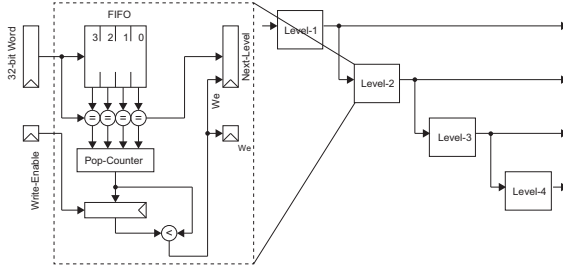 FIFO
32-bit Word
3 2 1 0
= = = =
Next-Level
We
We
Write-Enable
Pop-Counter
<
Level-1
Level-2
Level-3
Level-4